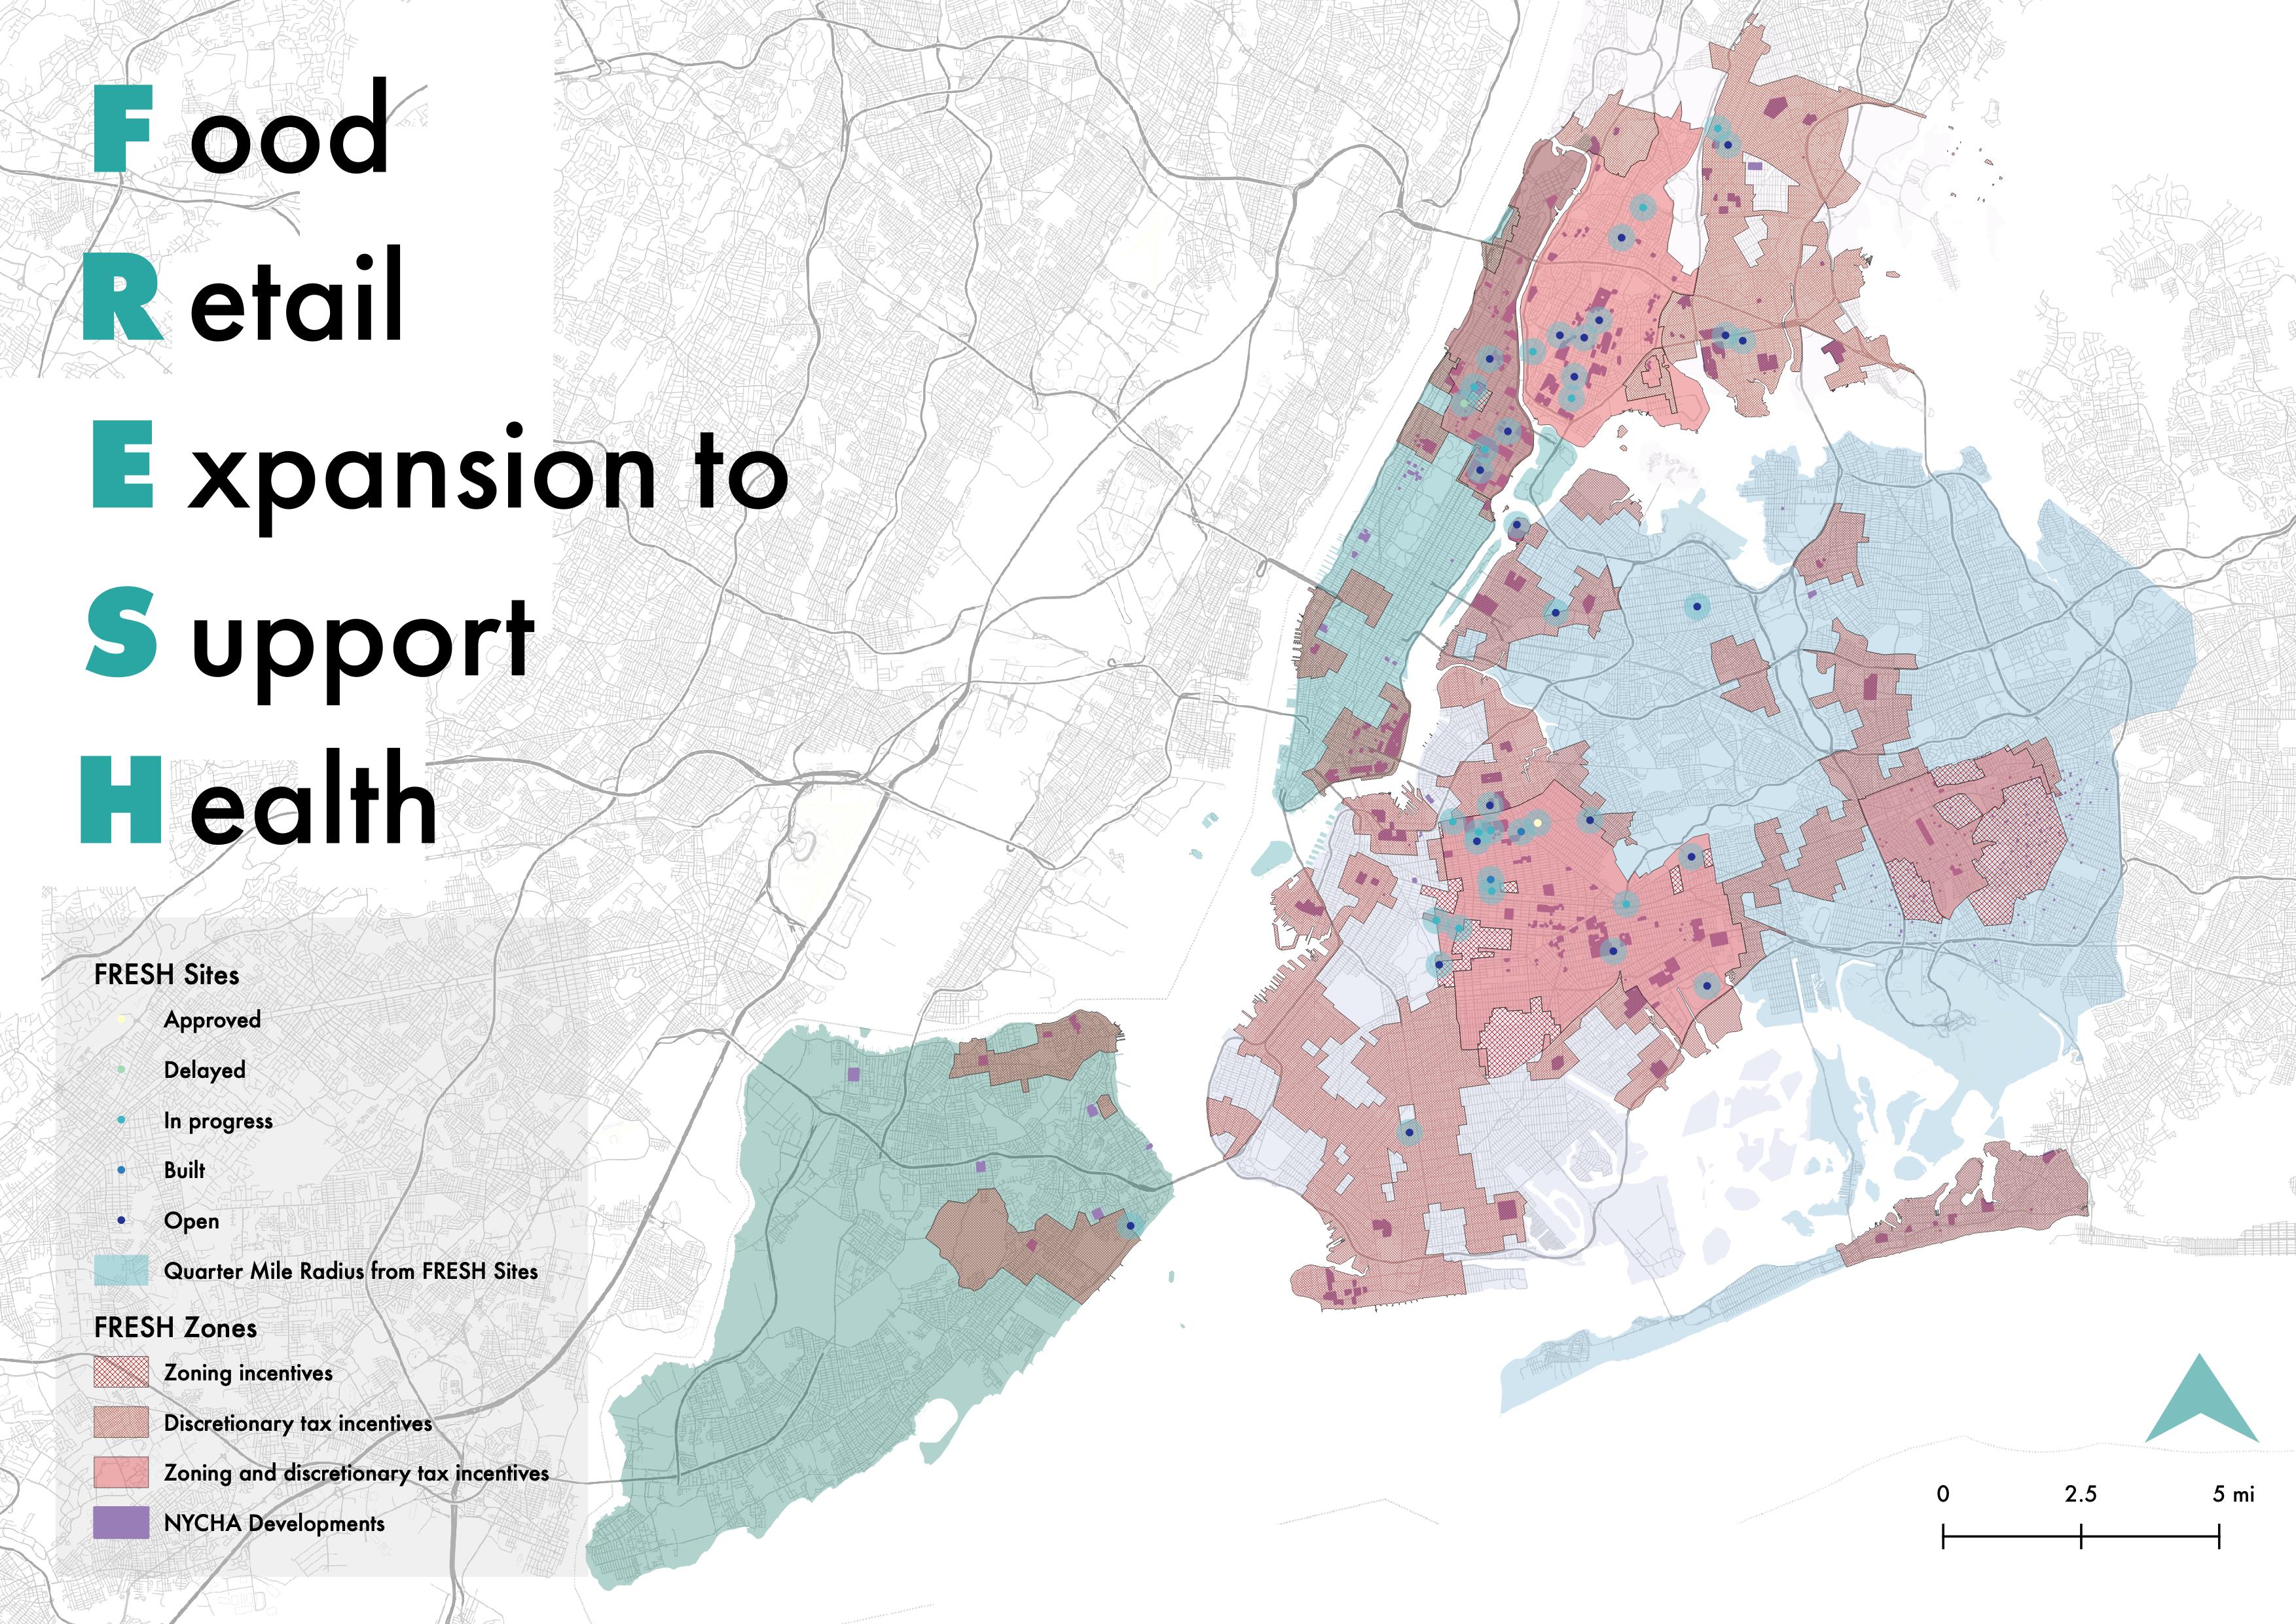 Food
Retail
Expansion to
Support
Health
FRESH Sites
Approved
Delayed
In progress
Built
Open
Quarter Mile Radius from FRESH Sites
FRESH Zones
Zoning incentives
Discretionary tax incentives
Zoning and discretionary tax incentives
NYCHA Developments
0 2.5 5 mi